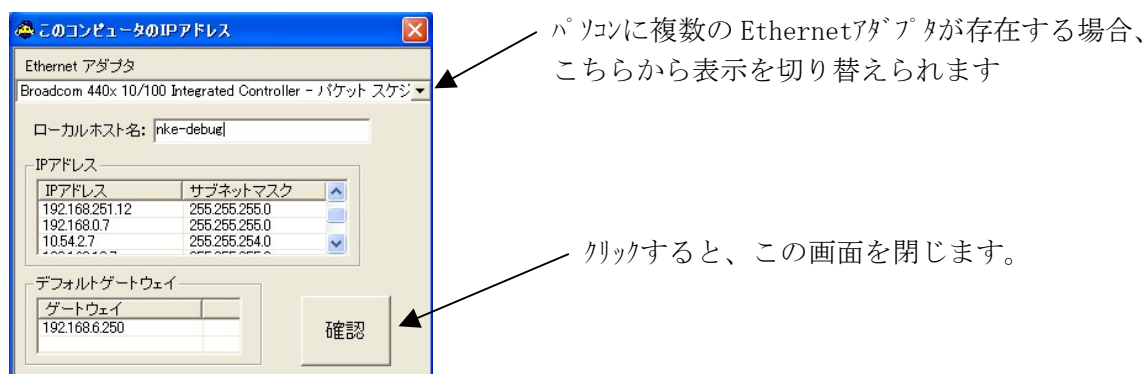 このコンピュータのIPアドレス
Ethernet アダプタ
Broadcom 440x 10/100 Integrated Controller - パケット スケジ
ローカルホスト名: nke-debug
IPアドレス
IPアドレス サブネットマスク
192.168.251.12 255.255.255.0
192.168.0.7 255.255.255.0
10.54.2.7 255.255.254.0
デフォルトゲートウェイ
ゲートウェイ
192.168.6.250
確認
ﾊﾟｿｺﾝに複数の Ethernetｱﾀﾞﾌﾟﾀが存在する場合、
こちらから表示を切り替えられます
ｸﾘｯｸすると、この画面を閉じます。